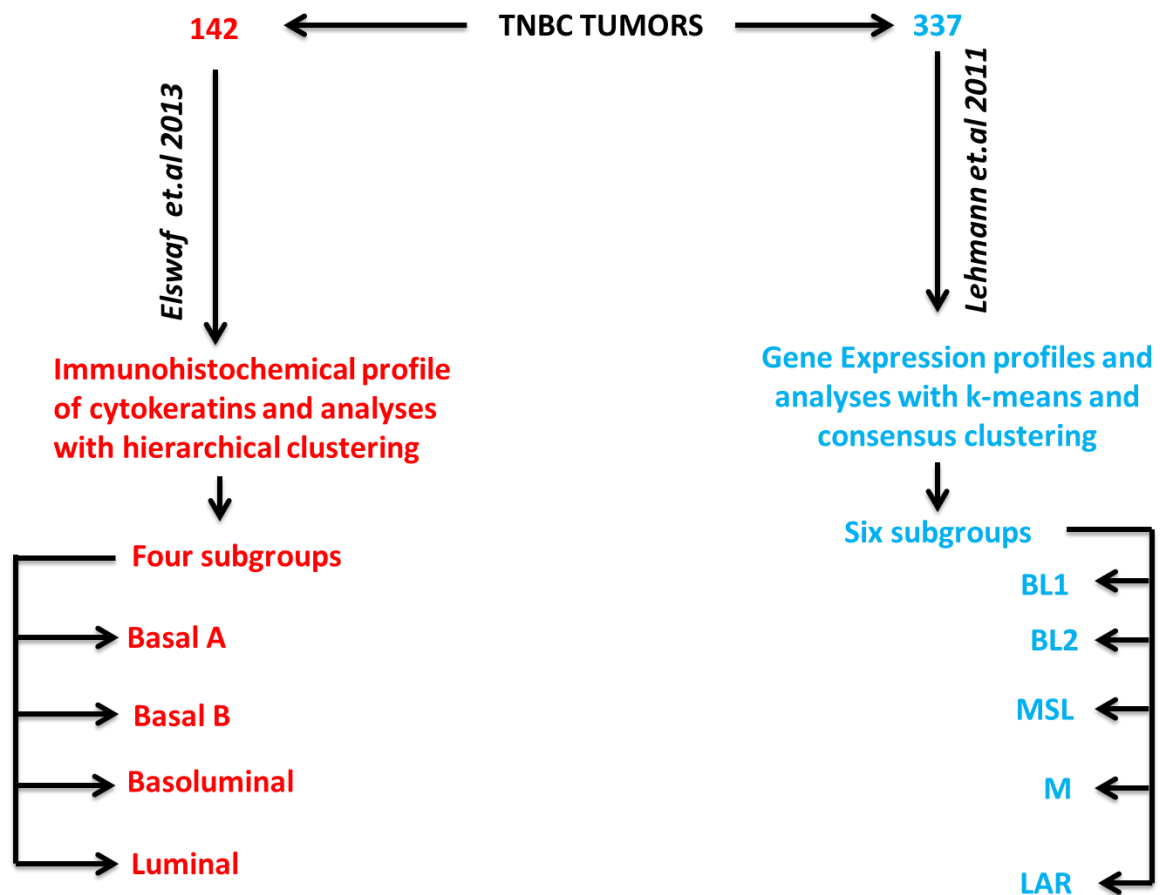 142
TNBC TUMORS
337
Elswaf et.al 2013
Lehmann et.al 2011
Immunohistochemical profile
of cytokeratins and analyses
with hierarchical clustering
Gene Expression profiles and
analyses with k-means and
consensus clustering
Four subgroups
Basal A
Basal B
Basoluminal
Luminal
Six subgroups
BL1
BL2
MSL
M
LAR